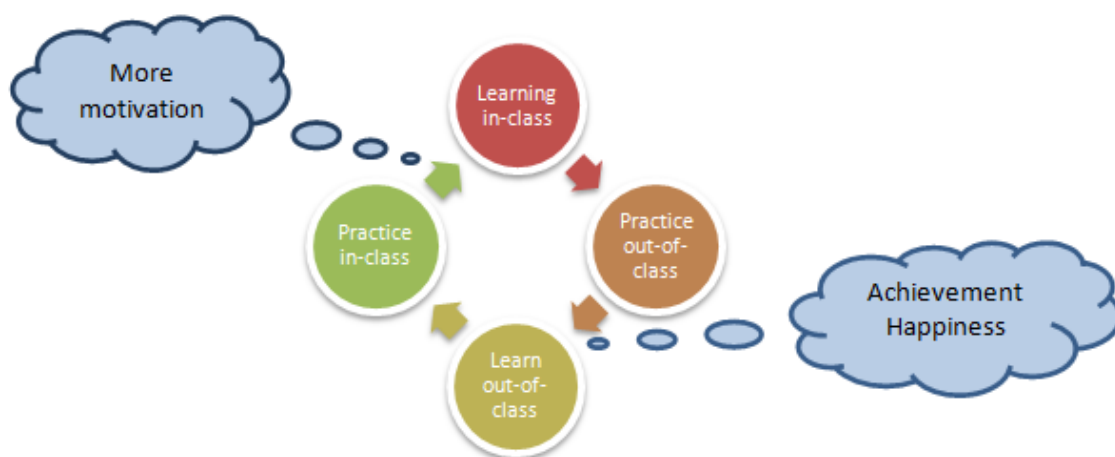 More
motivation
Learning
in-class
Practice
in-class
Practice
out-of-
class
Achievement
Happiness
Learn
out-of-
class